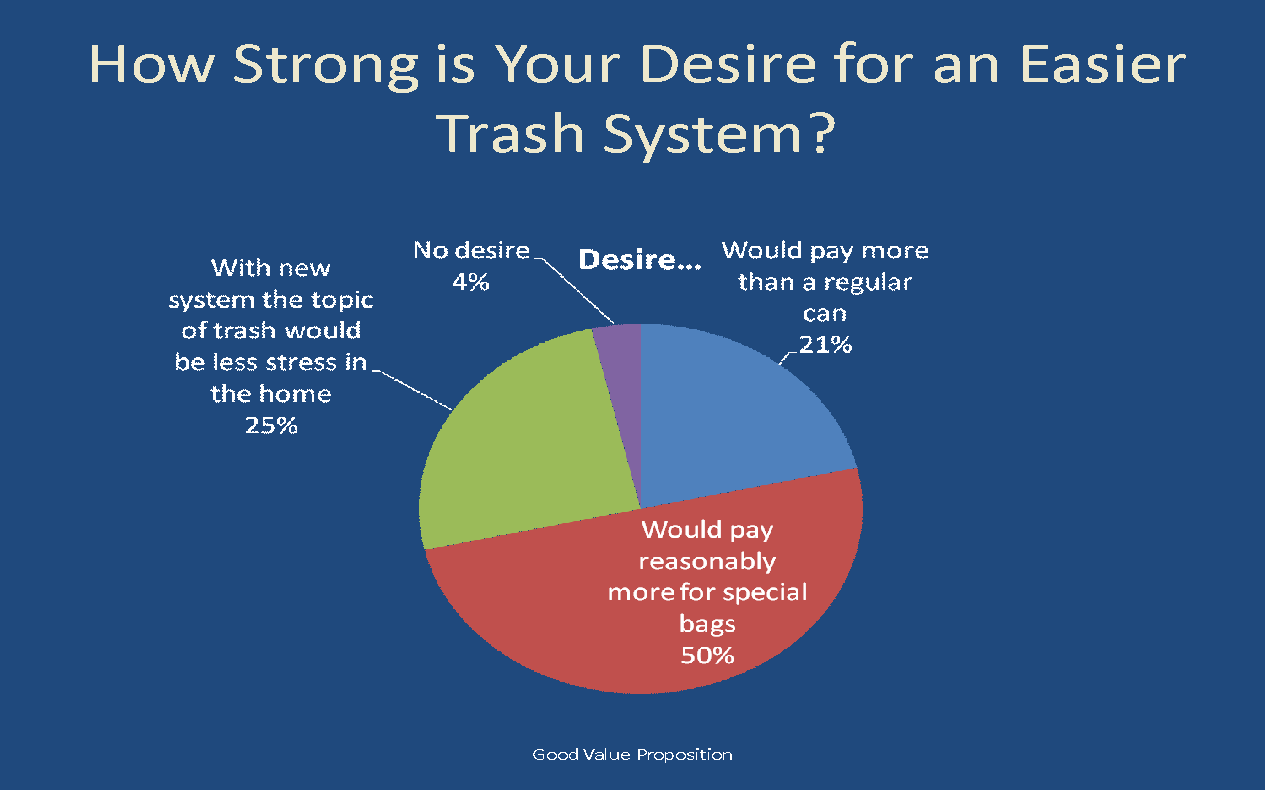 How Strong is Your Desire for an Easier
Trash System?
Desire...
No desire
4%
Would pay more
than a regular
can
21%
With new
system the topic
of trash would
be less stress in
the home
25%
Would pay
reasonably
more for special
bags
50%
Good Value Proposition